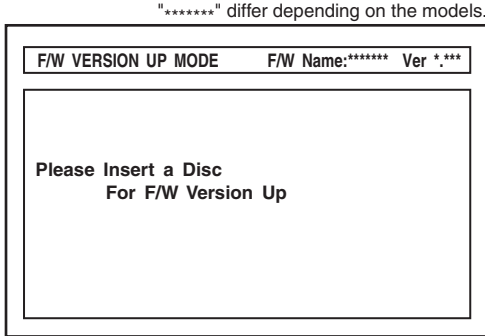 "*******" differ depending on the models.
F/W VERSION UP MODE F/W Name:******* Ver *.***
Please Insert a Disc
For F/W Version Up